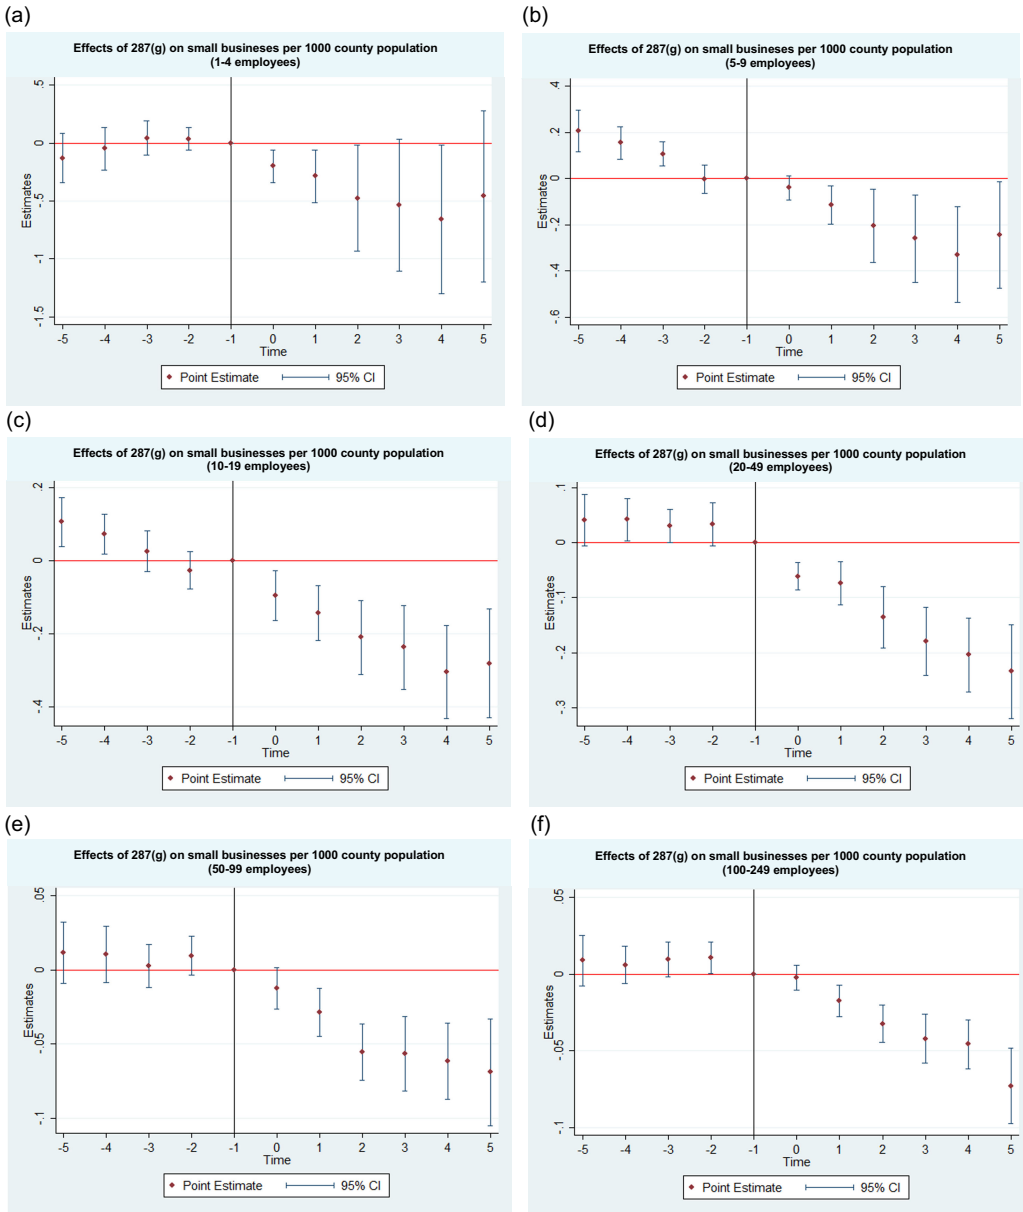 (a)
Effects of 287(g) on small busineses per 1000 county population
(1-4 employees)
.5
0
-.5
-1
-1.5
Estimates
-5 -4 -3 -2 -1 0 1 2 3 4 5
Time
Point Estimate 95% CI
(b)
Effects of 287(g) on small businesses per 1000 county population
(5-9 employees)
.4
.2
0
-.2
-.4
-.6
Estimates
-5 -4 -3 -2 -1 0 1 2 3 4 5
Time
Point Estimate 95% CI
(c)
Effects of 287(g) on small businesses per 1000 county population
(10-19 employees)
.2
0
-.2
-.4
Estimates
-5 -4 -3 -2 -1 0 1 2 3 4 5
Time
Point Estimate 95% CI
(d)
Effects of 287(g) on small businesses per 1000 county population
(20-49 employees)
.1
0
-.1
-.2
-.3
Estimates
-5 -4 -3 -2 -1 0 1 2 3 4 5
Time
Point Estimate 95% CI
(e)
Effects of 287(g) on small businesses per 1000 county population
(50-99 employees)
.05
0
-.05
-.1
Estimates
-5 -4 -3 -2 -1 0 1 2 3 4 5
Time
Point Estimate 95% CI
(f)
Effects of 287(g) on small businesses per 1000 county population
(100-249 employees)
.05
0
-.05
-.1
Estimates
-5 -4 -3 -2 -1 0 1 2 3 4 5
Time
Point Estimate 95% CI